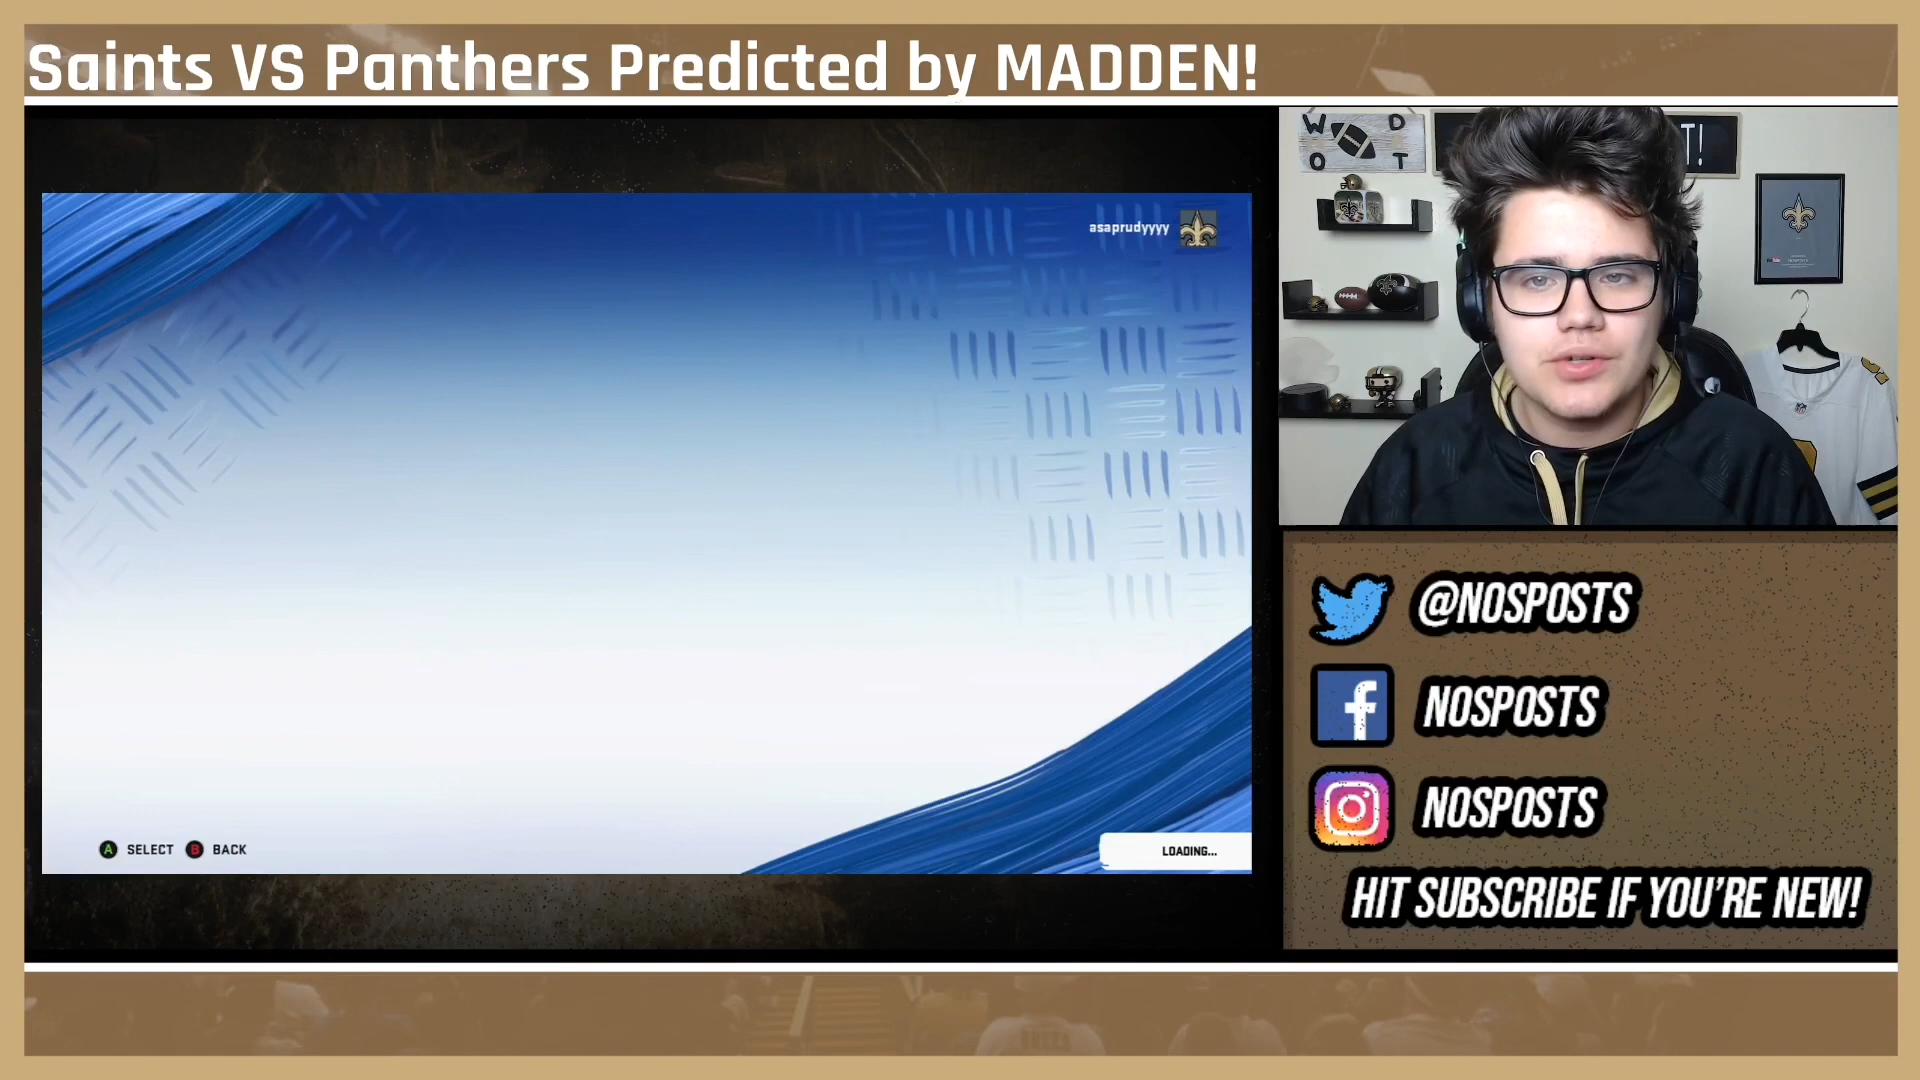 Saints VS Panthers Predicted by MADDEN!
W D
O T
T!
asaprudyyyy
A SELECT B BACK
LOADING...
@NOSPOSTS
f NOSPOSTS
NOSPOSTS
HIT SUBSCRIBE IF YOU'RE NEW!